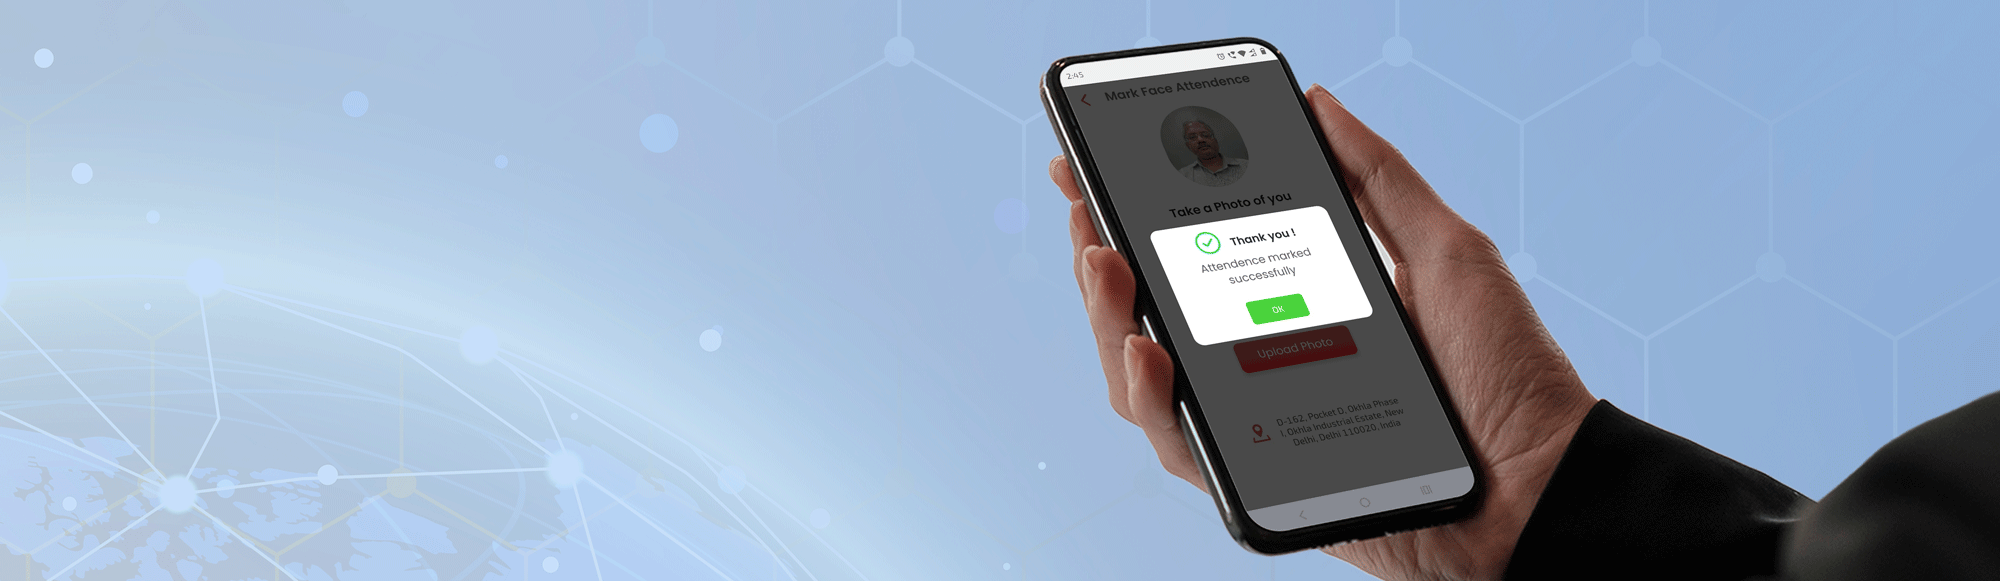 2:45
Mark Face Attendence
Take a Photo of you
Thank you !
Attendence marked
successfully
OK
Upload Photo
D-162, Pocket D, Okhla Phase
I, Okhla Industrial Estate, New
Delhi, Delhi 110020, India